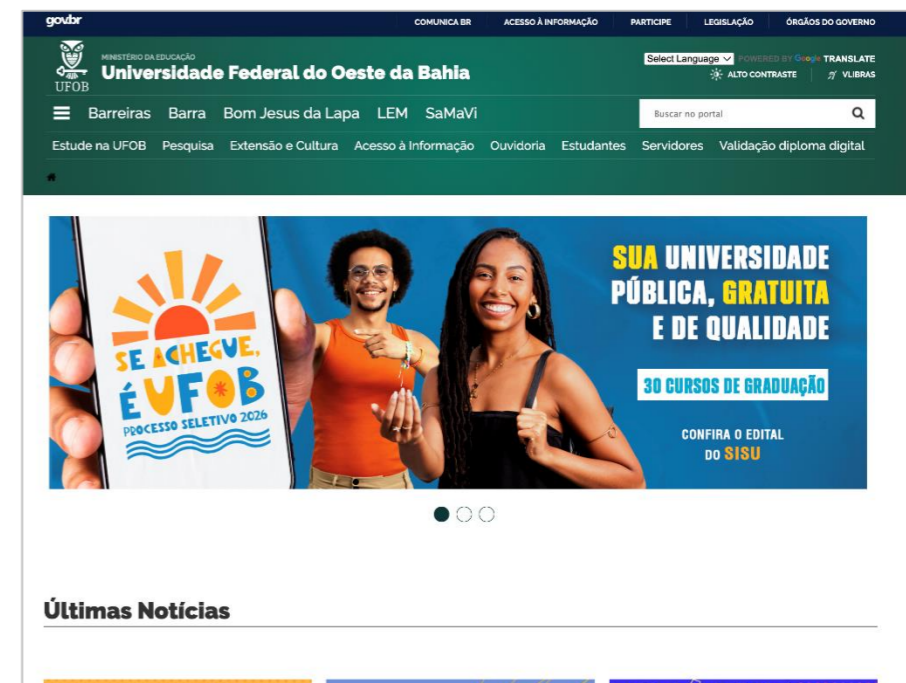 gov.br
COMUNICA BR ACESSO À INFORMAÇÃO PARTICIPE LEGISLAÇÃO ÓRGÃOS DO GOVERNO
UFOB
MINISTÉRIO DA EDUCAÇÃO
Universidade Federal do Oeste da Bahia
Select Language POWERED BY Google TRANSLATE
ALTO CONTRASTE VLIBRAS
Barreiras Barra Bom Jesus da Lapa LEM SaMaVi
Buscar no portal
Estude na UFOB Pesquisa Extensão e Cultura Acesso à Informação Ouvidoria Estudantes Servidores Validação diploma digital
SE ACHEGUE,
É UFOB
PROCESSO SELETIVO 2026
SUA UNIVERSIDADE
PÚBLICA, GRATUITA
E DE QUALIDADE
30 CURSOS DE GRADUAÇÃO
CONFIRA O EDITAL
DO SISU
Últimas Notícias